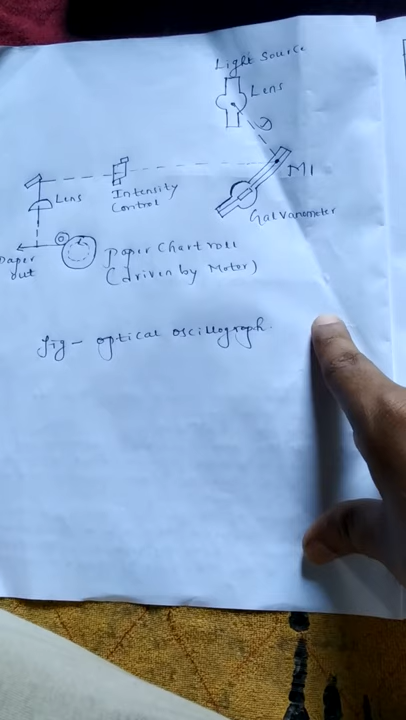 Light Source
Lens
M1
Galvanometer
Intensity
Control
Lens
Paper
out
Paper Chart roll
(driven by Motor)
Fig - optical oscillograph.